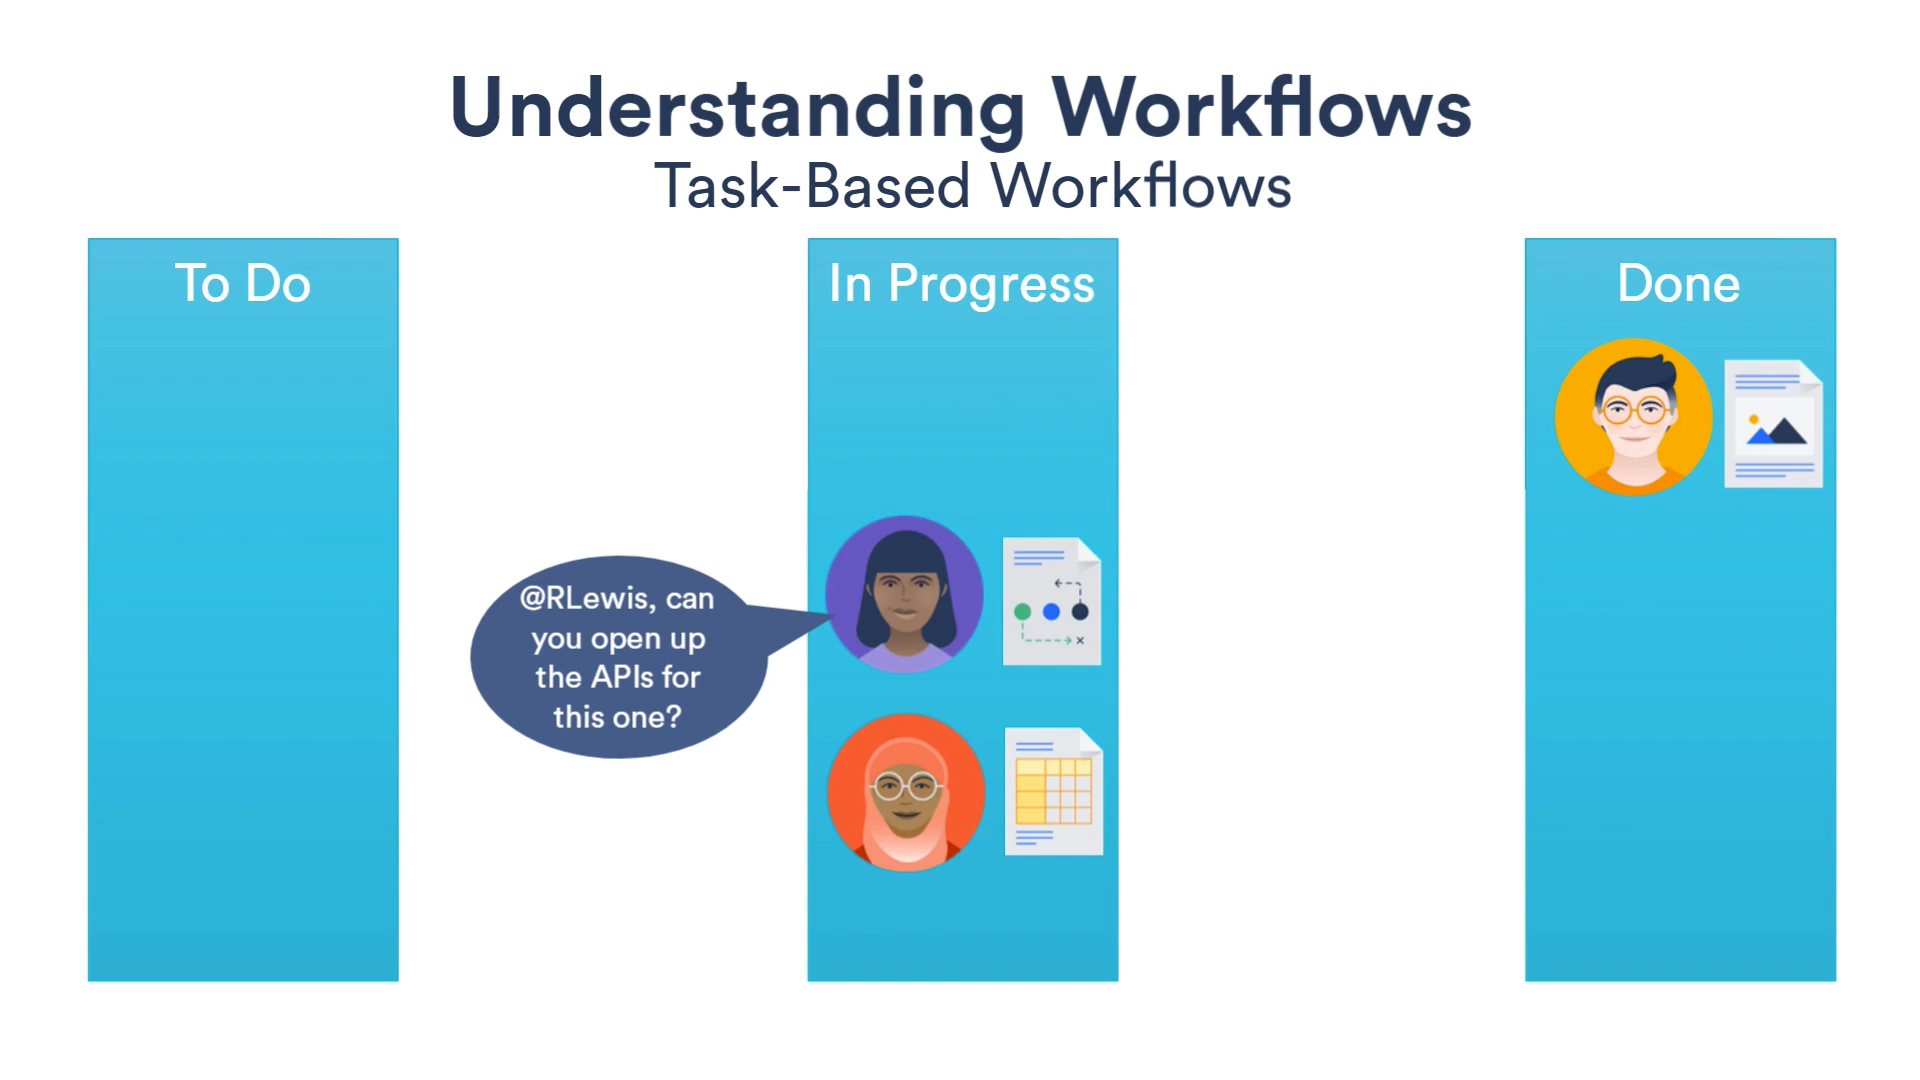 Understanding Workflows
Task-Based Workflows
To Do
In Progress
Done
@RLewis, can
you open up
the APIs for
this one?